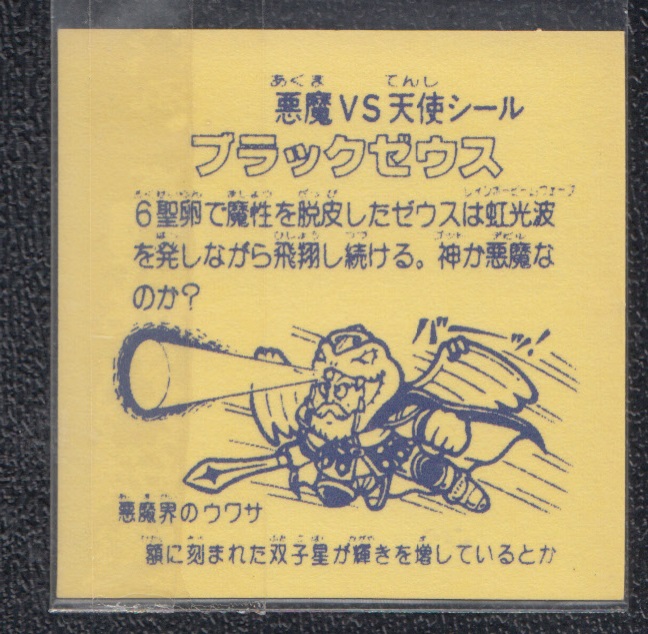 悪魔VS天使シール
ブラックゼウス
6聖卵で魔性を脱皮したゼウスは虹光波
を発しながら飛翔し続ける。神か悪魔な
のか?
バーッ!
悪魔界のウワサ
額に刻まれた双子星が輝きを増しているとか